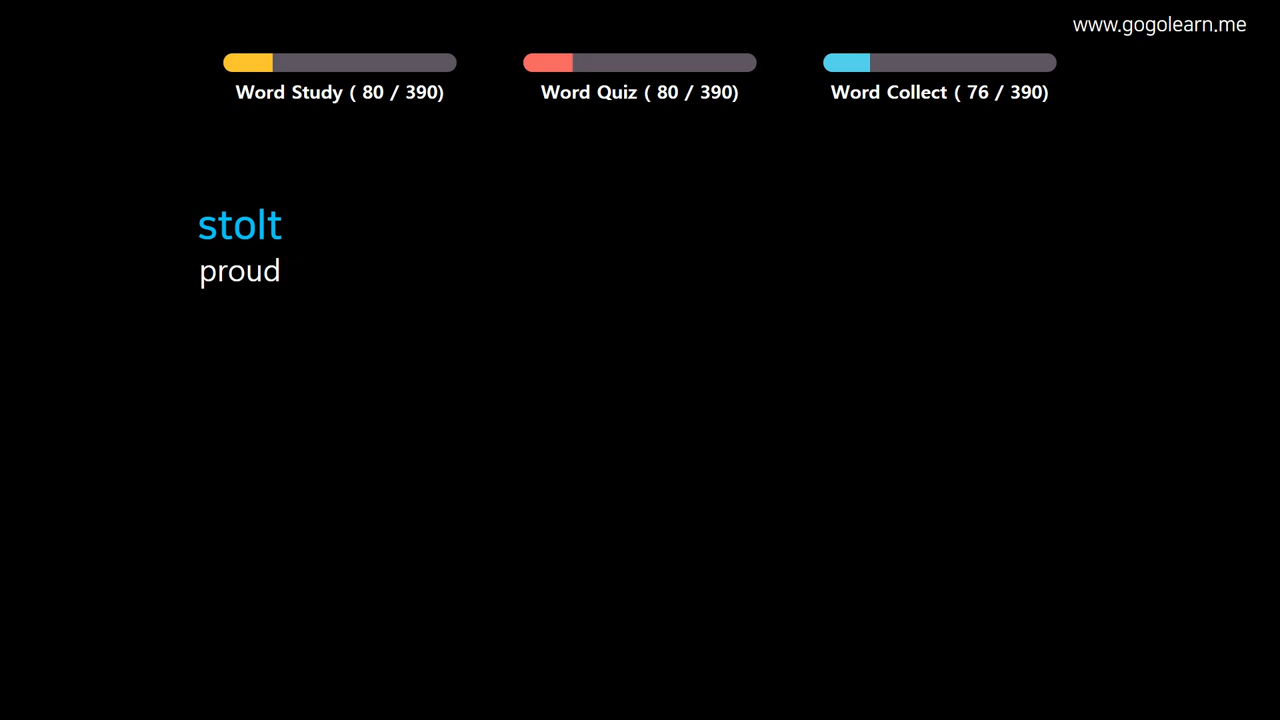 www.gogolearn.me
Word Study ( 80 / 390)
Word Quiz ( 80 / 390)
Word Collect ( 76 / 390)
stolt
proud